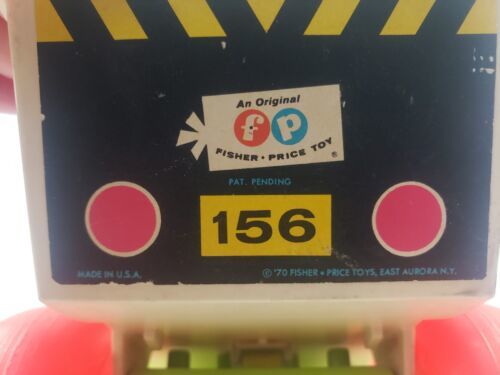 An Original
fp
FISHER • PRICE TOY ®
PAT. PENDING
156
MADE IN U.S.A.
© '70 FISHER • PRICE TOYS, EAST AURORA N.Y.